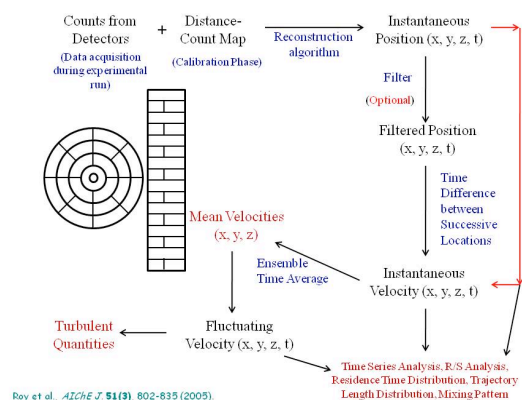 Counts from
Detectors
(Data acquisition
during experimental
run)
+
Distance-
Count Map
(Calibration Phase)
Reconstruction
algorithm
Instantaneous
Position (x, y, z, t)
Filter
(Optional)
Filtered Position
(x, y, z, t)
Time
Difference
between
Successive
Locations
Mean Velocities
(x, y, z)
Ensemble
Time Average
Instantaneous
Velocity (x, y, z, t)
Turbulent
Quantities
Fluctuating
Velocity (x, y, z, t)
Time Series Analysis, R/S Analysis,
Residence Time Distribution, Trajectory
Length Distribution, Mixing Pattern
Roy et al., AIChE J. 51(3), 802-835 (2005).